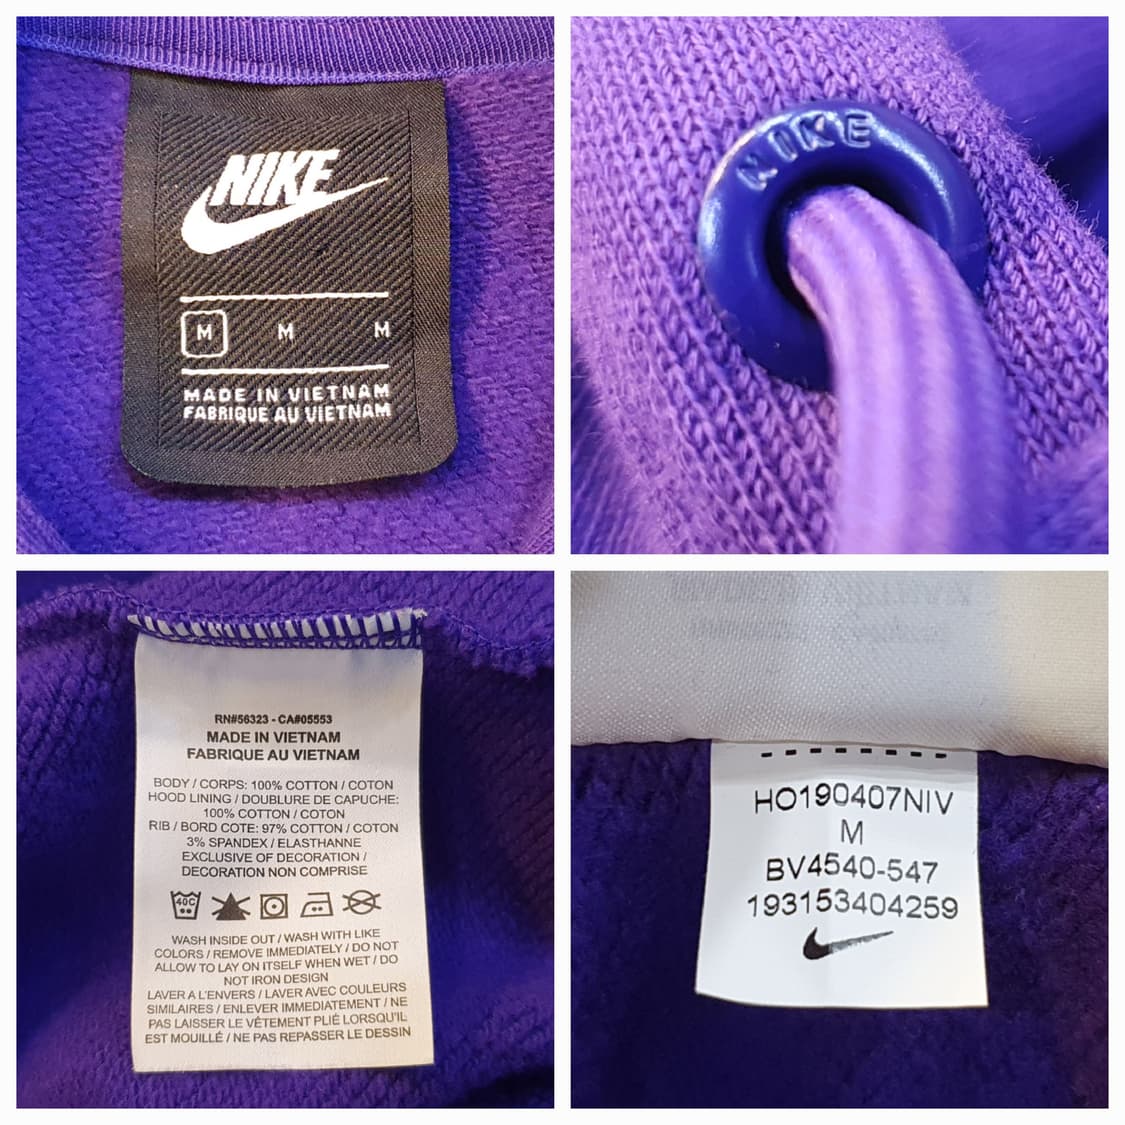 NIKE
M M M
MADE IN VIETNAM
FABRIQUE AU VIETNAM
NIKE
RN#56323 - CA#05553
MADE IN VIETNAM
FABRIQUE AU VIETNAM
BODY / CORPS: 100% COTTON / COTON
HOOD LINING / DOUBLURE DE CAPUCHE:
100% COTTON / COTON
RIB / BORD COTE: 97% COTTON / COTON
3% SPANDEX / ELASTHANNE
EXCLUSIVE OF DECORATION /
DECORATION NON COMPRISE
40C
WASH INSIDE OUT / WASH WITH LIKE
COLORS / REMOVE IMMEDIATELY / DO NOT
ALLOW TO LAY ON ITSELF WHEN WET / DO
NOT IRON DESIGN
LAVER A L'ENVERS / LAVER AVEC COULEURS
SIMILAIRES / ENLEVER IMMEDIATEMENT / NE
PAS LAISSER LE VÊTEMENT PLIÉ LORSQU'IL
EST MOUILLÉ / NE PAS REPASSER LE DESSIN
HO190407NIV
M
BV4540-547
193153404259